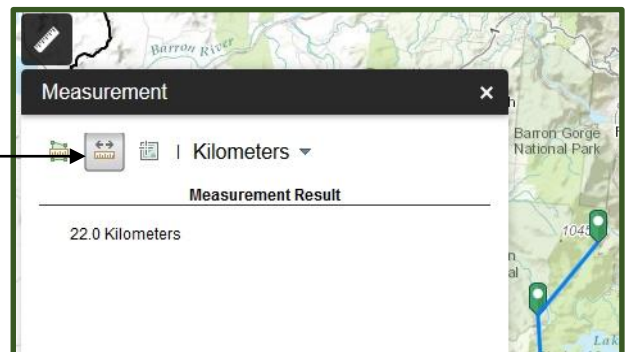 Barron River
Measurement ×
| Kilometers
Measurement Result
22.0 Kilometers
Barron Gorge
National Park
1045